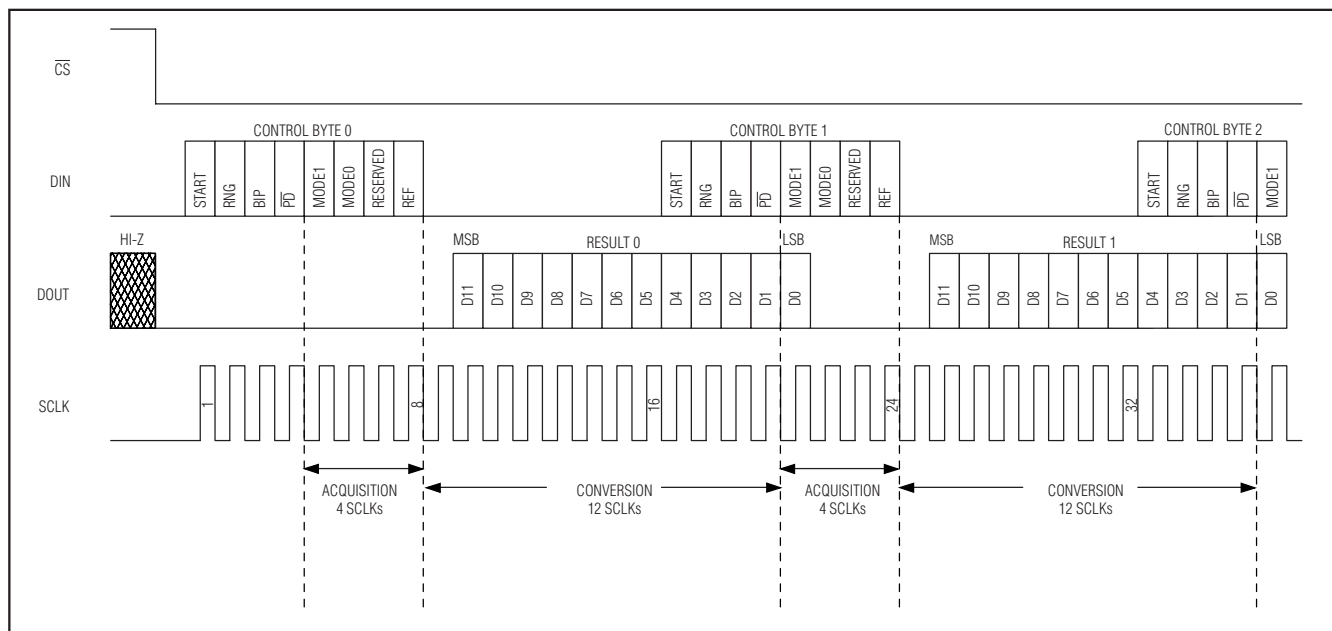 CS
CONTROL BYTE 0
CONTROL BYTE 1
CONTROL BYTE 2
DIN
START
RNG
BIP
PD
MODE1
MODE0
RESERVED
REF
START
RNG
BIP
PD
MODE1
MODE0
RESERVED
REF
START
RNG
BIP
PD
MODE1
HI-Z
MSB
RESULT 0
LSB
MSB
RESULT 1
LSB
DOUT
D11
D10
D9
D8
D7
D6
D5
D4
D3
D2
D1
D0
D11
D10
D9
D8
D7
D6
D5
D4
D3
D2
D1
D0
SCLK
1
8
16
24
32
ACQUISITION
4 SCLKs
CONVERSION
12 SCLKs
ACQUISITION
4 SCLKs
CONVERSION
12 SCLKs